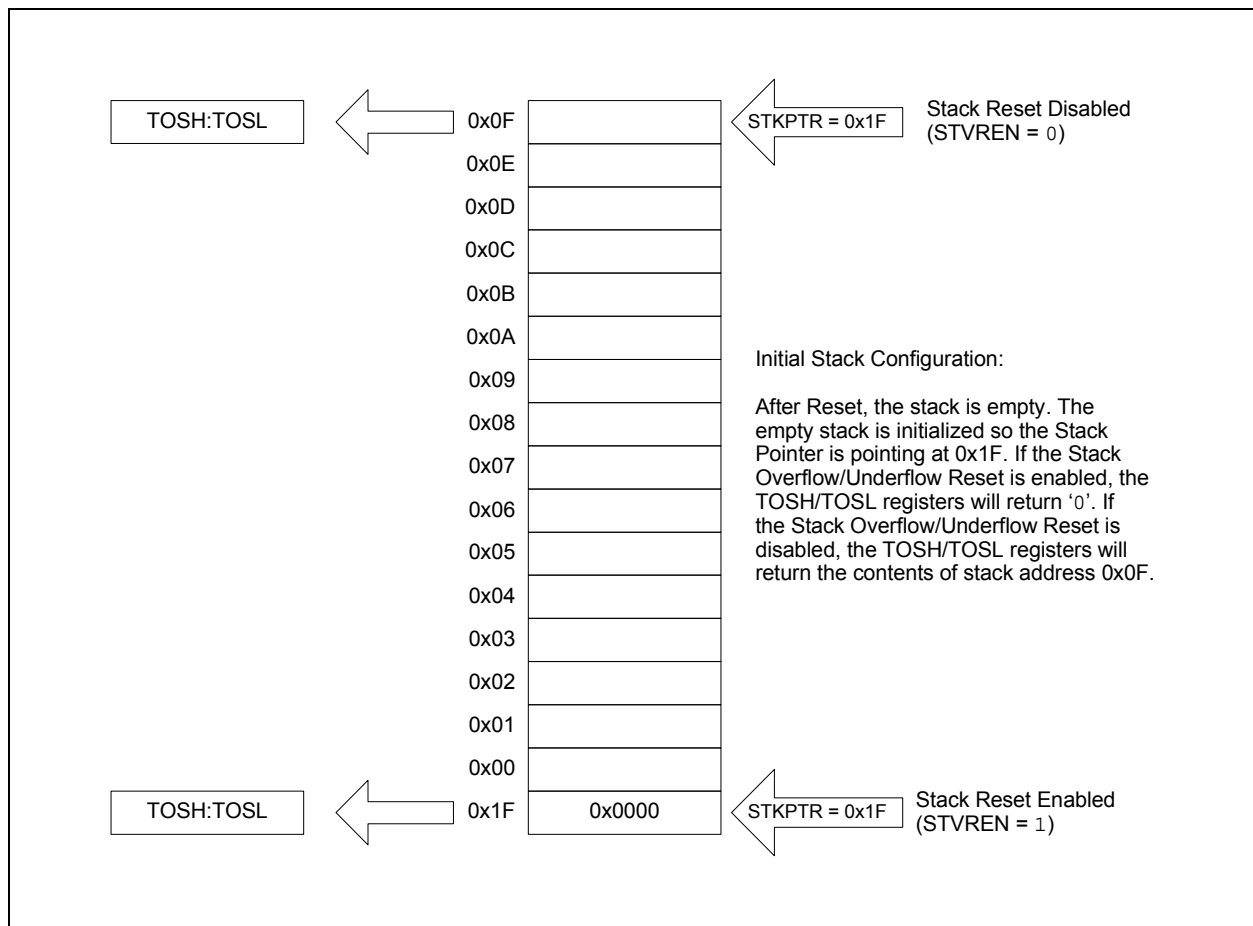 TOSH:TOSL
0x0F
STKPTR = 0x1F
Stack Reset Disabled
(STVREN = 0)
0x0E
0x0D
0x0C
0x0B
0x0A
0x09
0x08
0x07
0x06
0x05
0x04
0x03
0x02
0x01
0x00
Initial Stack Configuration:
After Reset, the stack is empty. The
empty stack is initialized so the Stack
Pointer is pointing at 0x1F. If the Stack
Overflow/Underflow Reset is enabled, the
TOSH/TOSL registers will return ‘0’. If
the Stack Overflow/Underflow Reset is
disabled, the TOSH/TOSL registers will
return the contents of stack address 0x0F.
TOSH:TOSL
0x1F
0x0000
STKPTR = 0x1F
Stack Reset Enabled
(STVREN = 1)